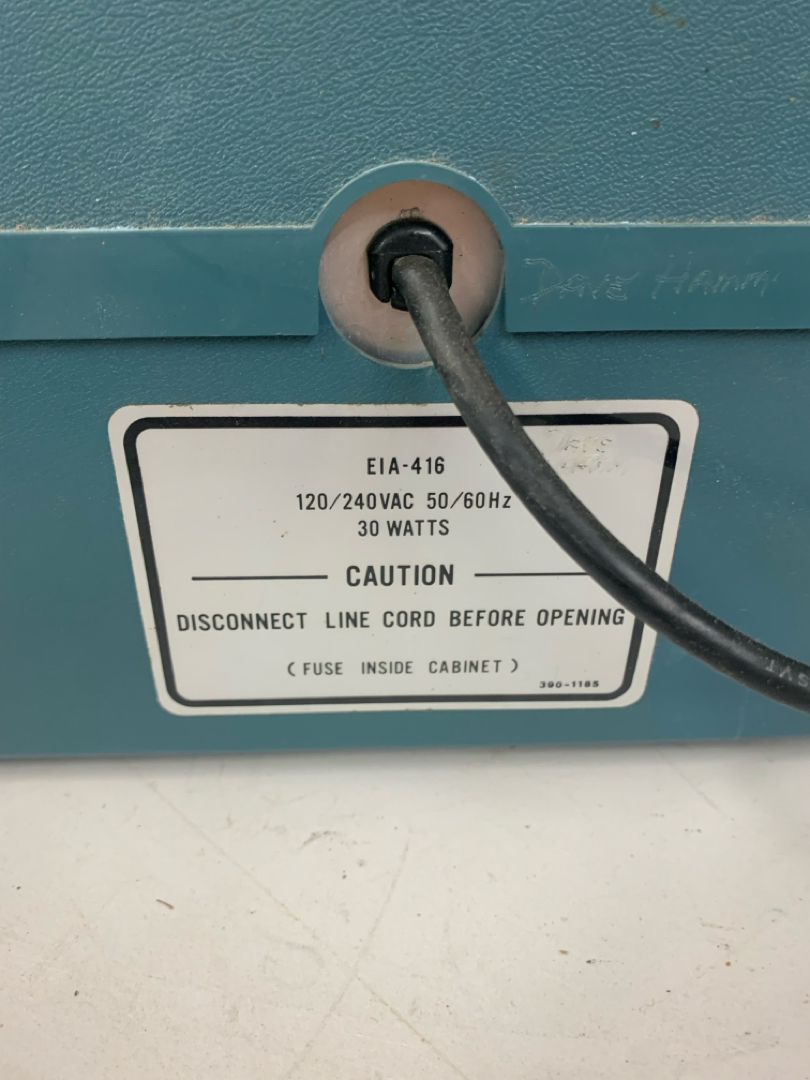 Dave Hamm
EIA-416
120/240VAC 50/60Hz
30 WATTS
CAUTION
DISCONNECT LINE CORD BEFORE OPENING
( FUSE INSIDE CABINET )
390-1185